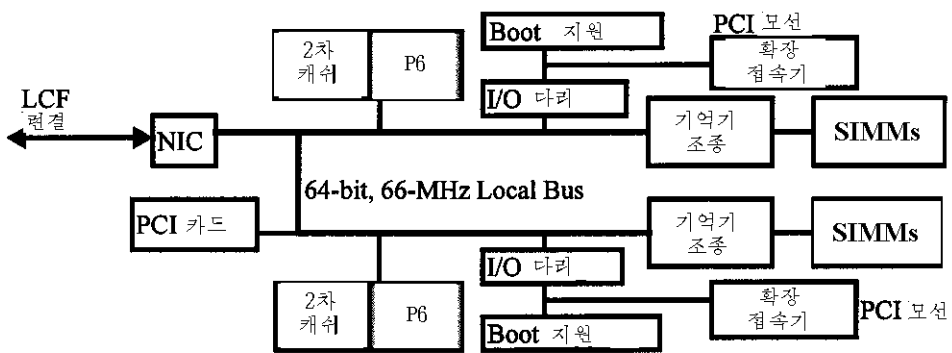 Boot 지원
PCI 모선
2차
캐쉬
P6
확장
접속기
I/O 다리
LCF
련결
NIC
기억기
조종
SIMMs
64-bit, 66-MHz Local Bus
PCI 카드
기억기
조종
SIMMs
I/O 다리
2차
캐쉬
P6
확장
접속기
PCI 모선
Boot 지원